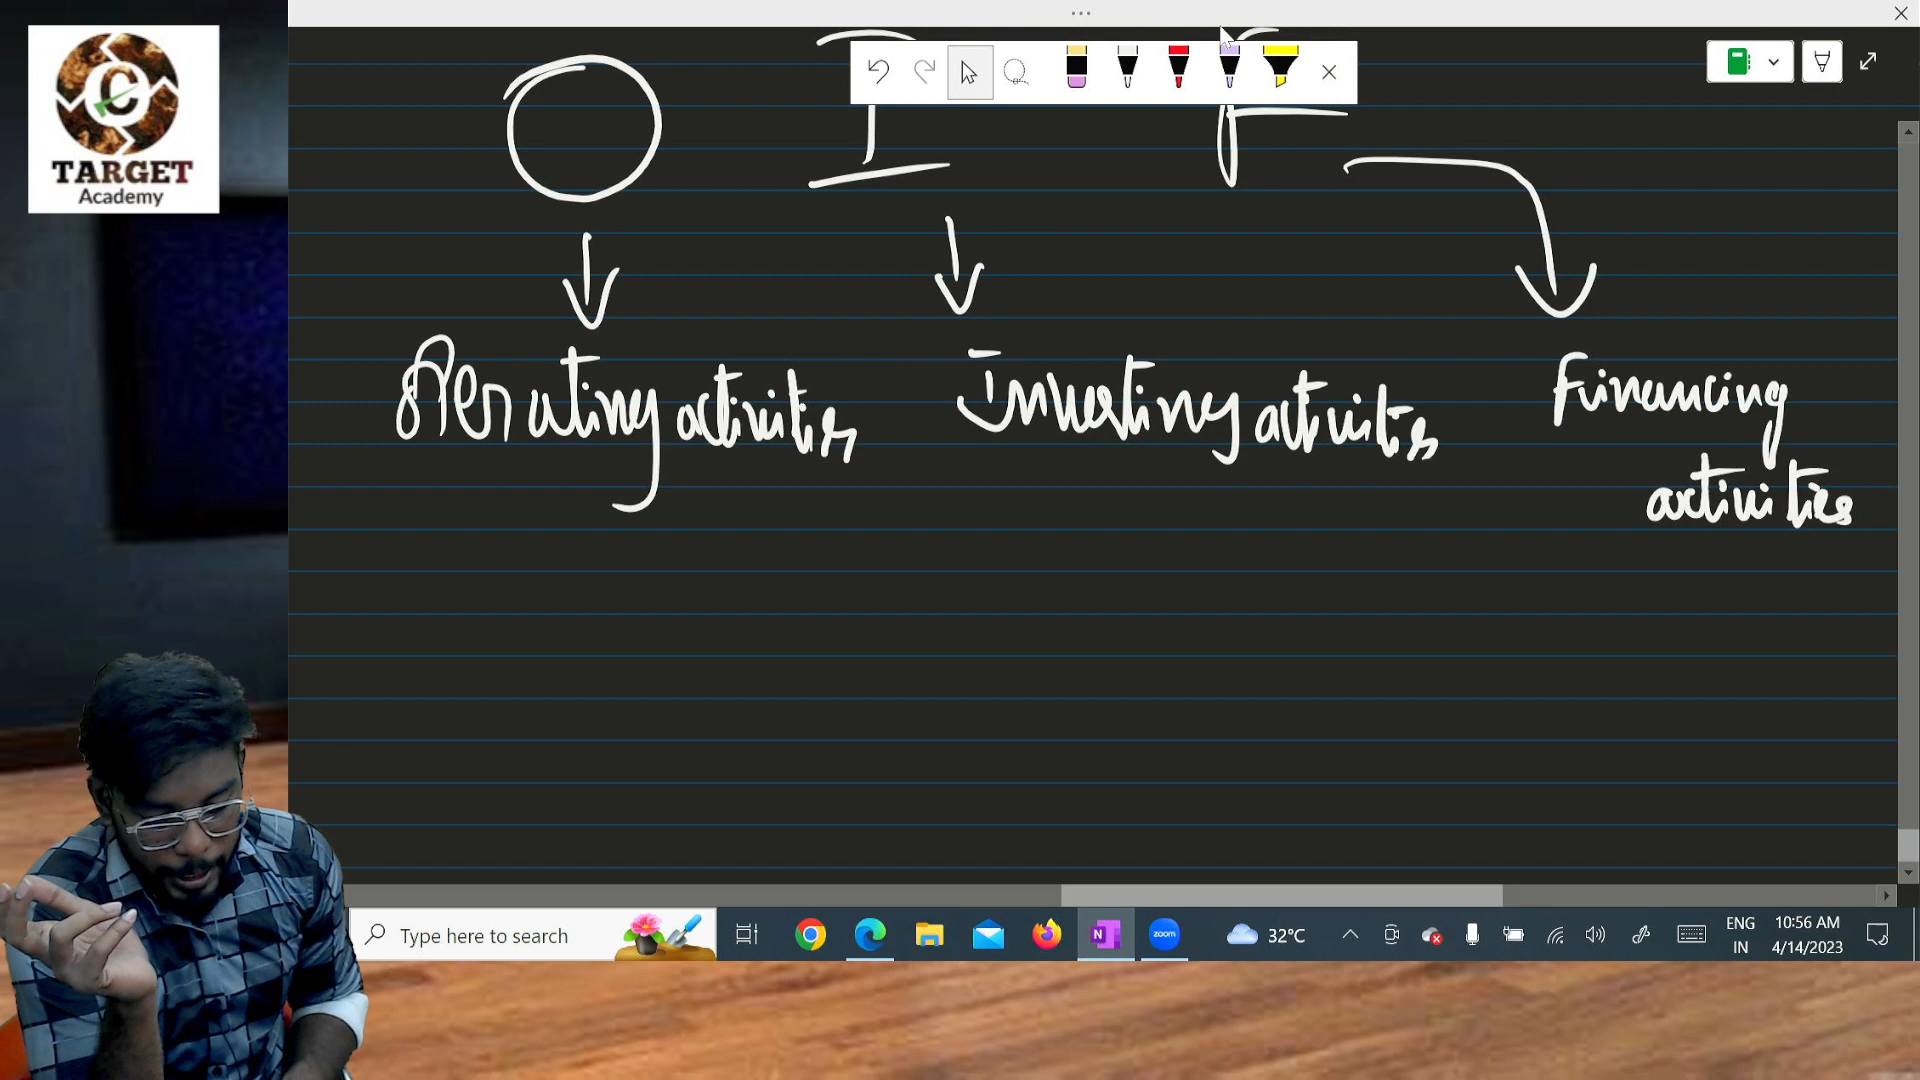 TARGET
Academy
O I F
Operating activities
Investing activities
Financing
activities
Type here to search
zoom
32°C
ENG
IN
10:56 AM
4/14/2023